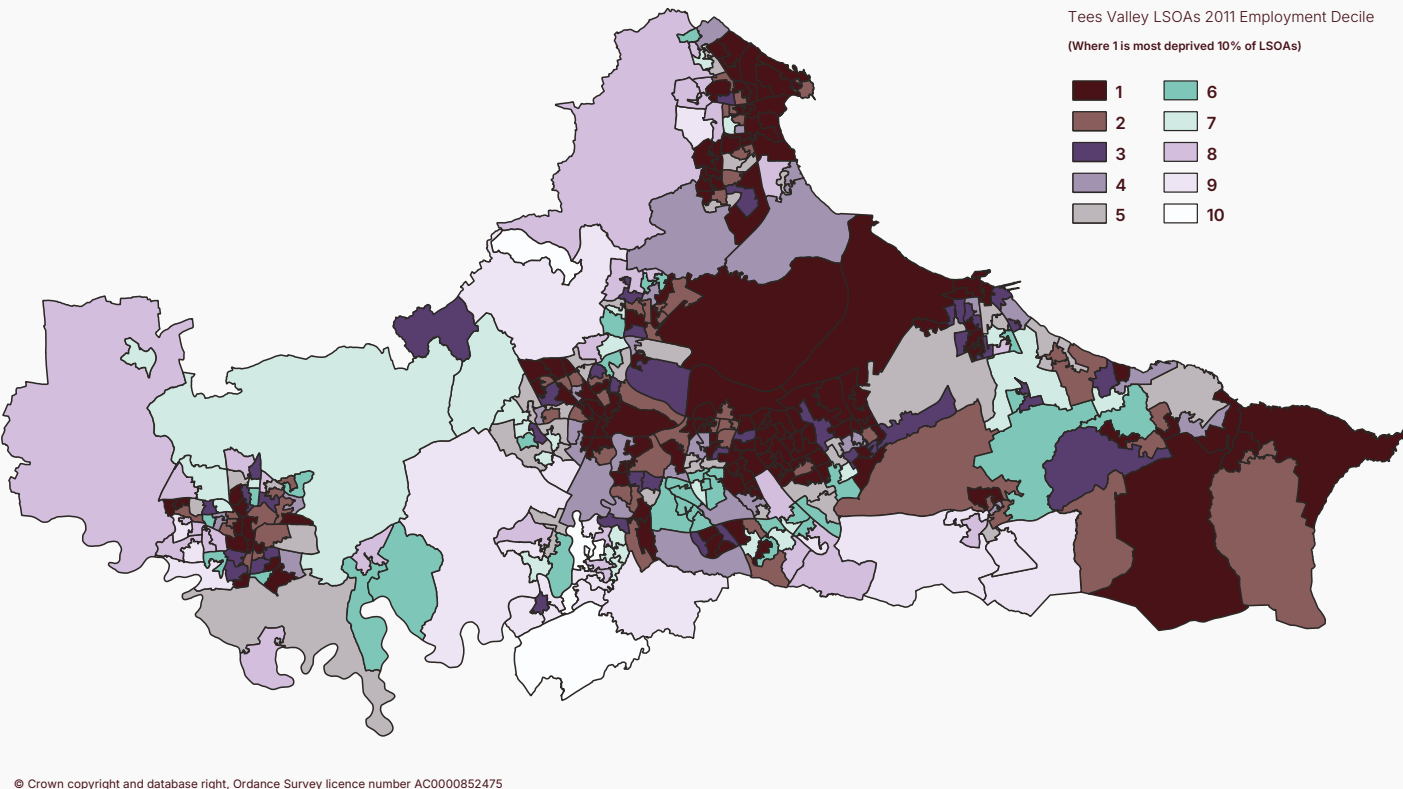 Tees Valley LSOAs 2011 Employment Decile
(Where 1 is most deprived 10% of LSOAs)
1 6
2 7
3 8
4 9
5 10
© Crown copyright and database right, Ordance Survey licence number AC0000852475